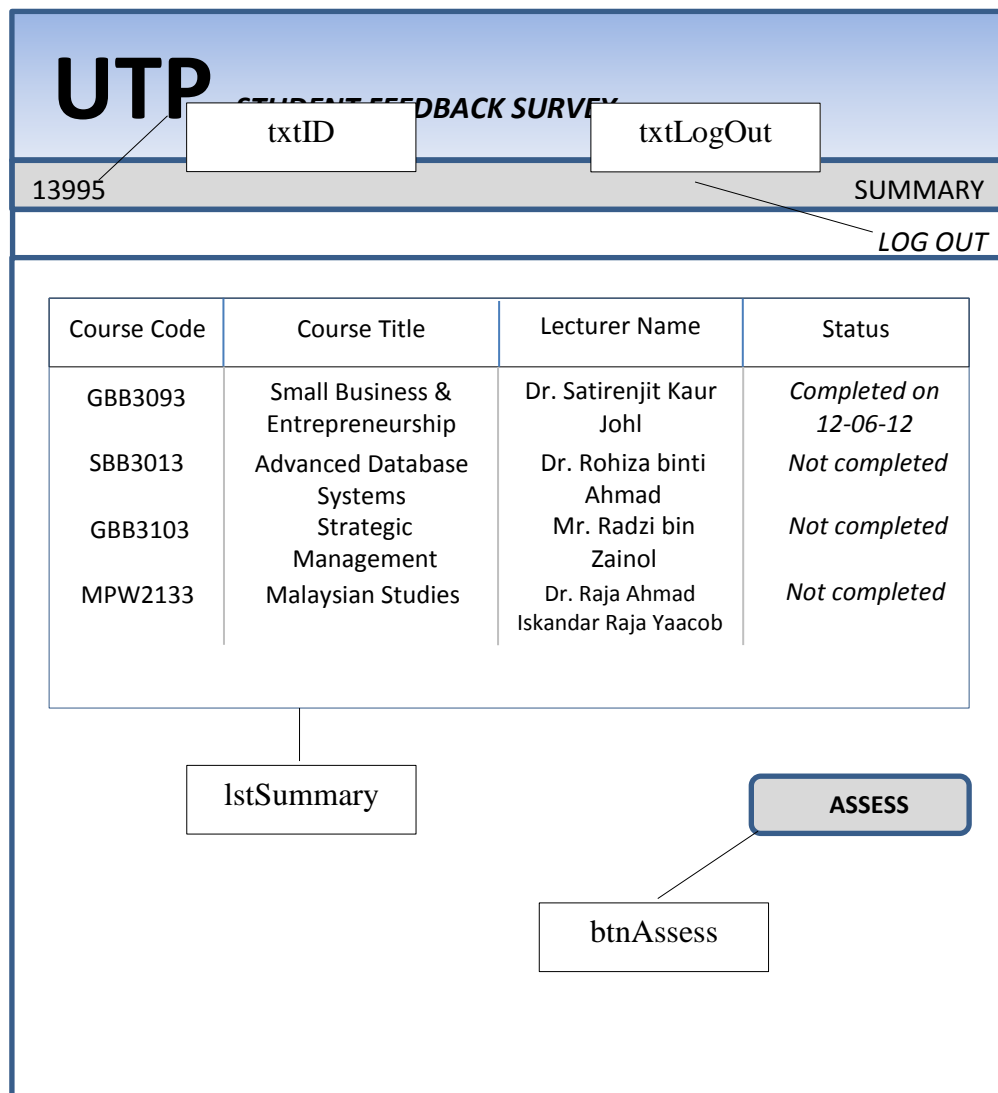 UTP STUDENT FEEDBACK SURVEY
txtID txtLogOut
13995 SUMMARY
LOG OUT
Course Code Course Title Lecturer Name Status
GBB3093 Small Business & Dr. Satirenjit Kaur Completed on
Entrepreneurship Johl 12-06-12
SBB3013 Advanced Database Dr. Rohiza binti Not completed
Systems Ahmad
GBB3103 Strategic Mr. Radzi bin Not completed
Management Zainol
MPW2133 Malaysian Studies Dr. Raja Ahmad Not completed
Iskandar Raja Yaacob
lstSummary ASSESS
btnAssess